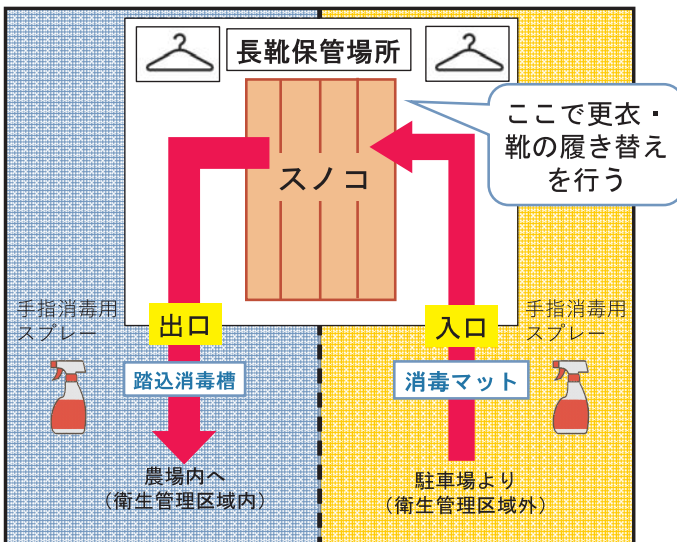 長靴保管場所
ここで更衣・
靴の履き替え
を行う
スノコ
手指消毒用
スプレー
出口
入口
手指消毒用
スプレー
踏込消毒槽
消毒マット
農場内へ
（衛生管理区域内）
駐車場より
（衛生管理区域外）